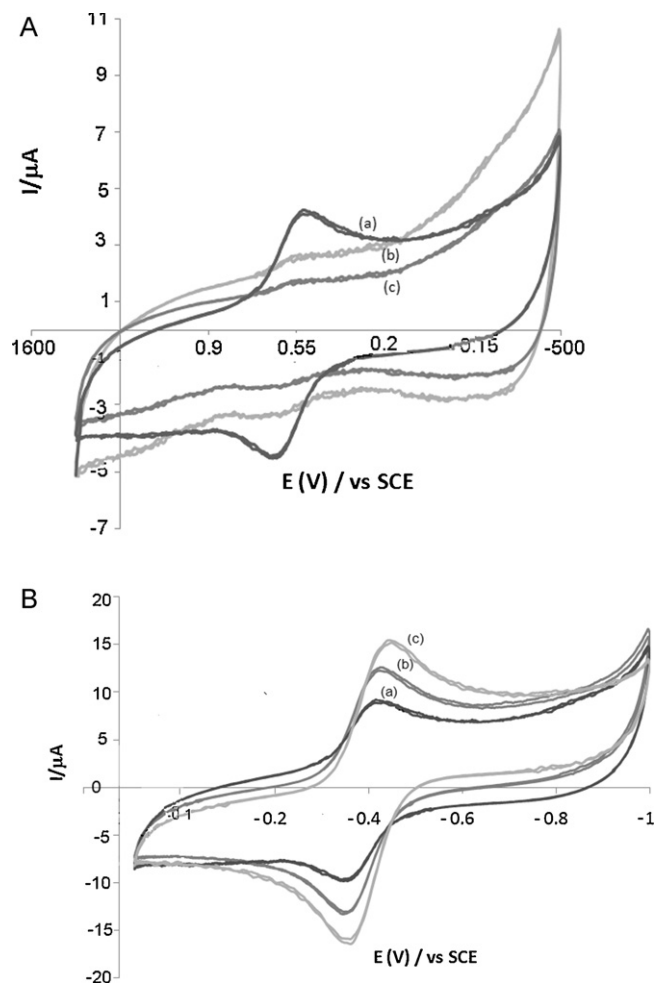 A
11
9
7
I/µA
5
(a)
3
(b)
(c)
1
1600
0.9
0.55
0.2
-0.15
-500
-1
-3
-5
E (V) / vs SCE
-7
B
20
15
(c)
(b)
10
(a)
I/µA
5
0
-0.1
-0.2
-0.4
-0.6
-0.8
-1
-5
-10
-15
E (V) / vs SCE
-20